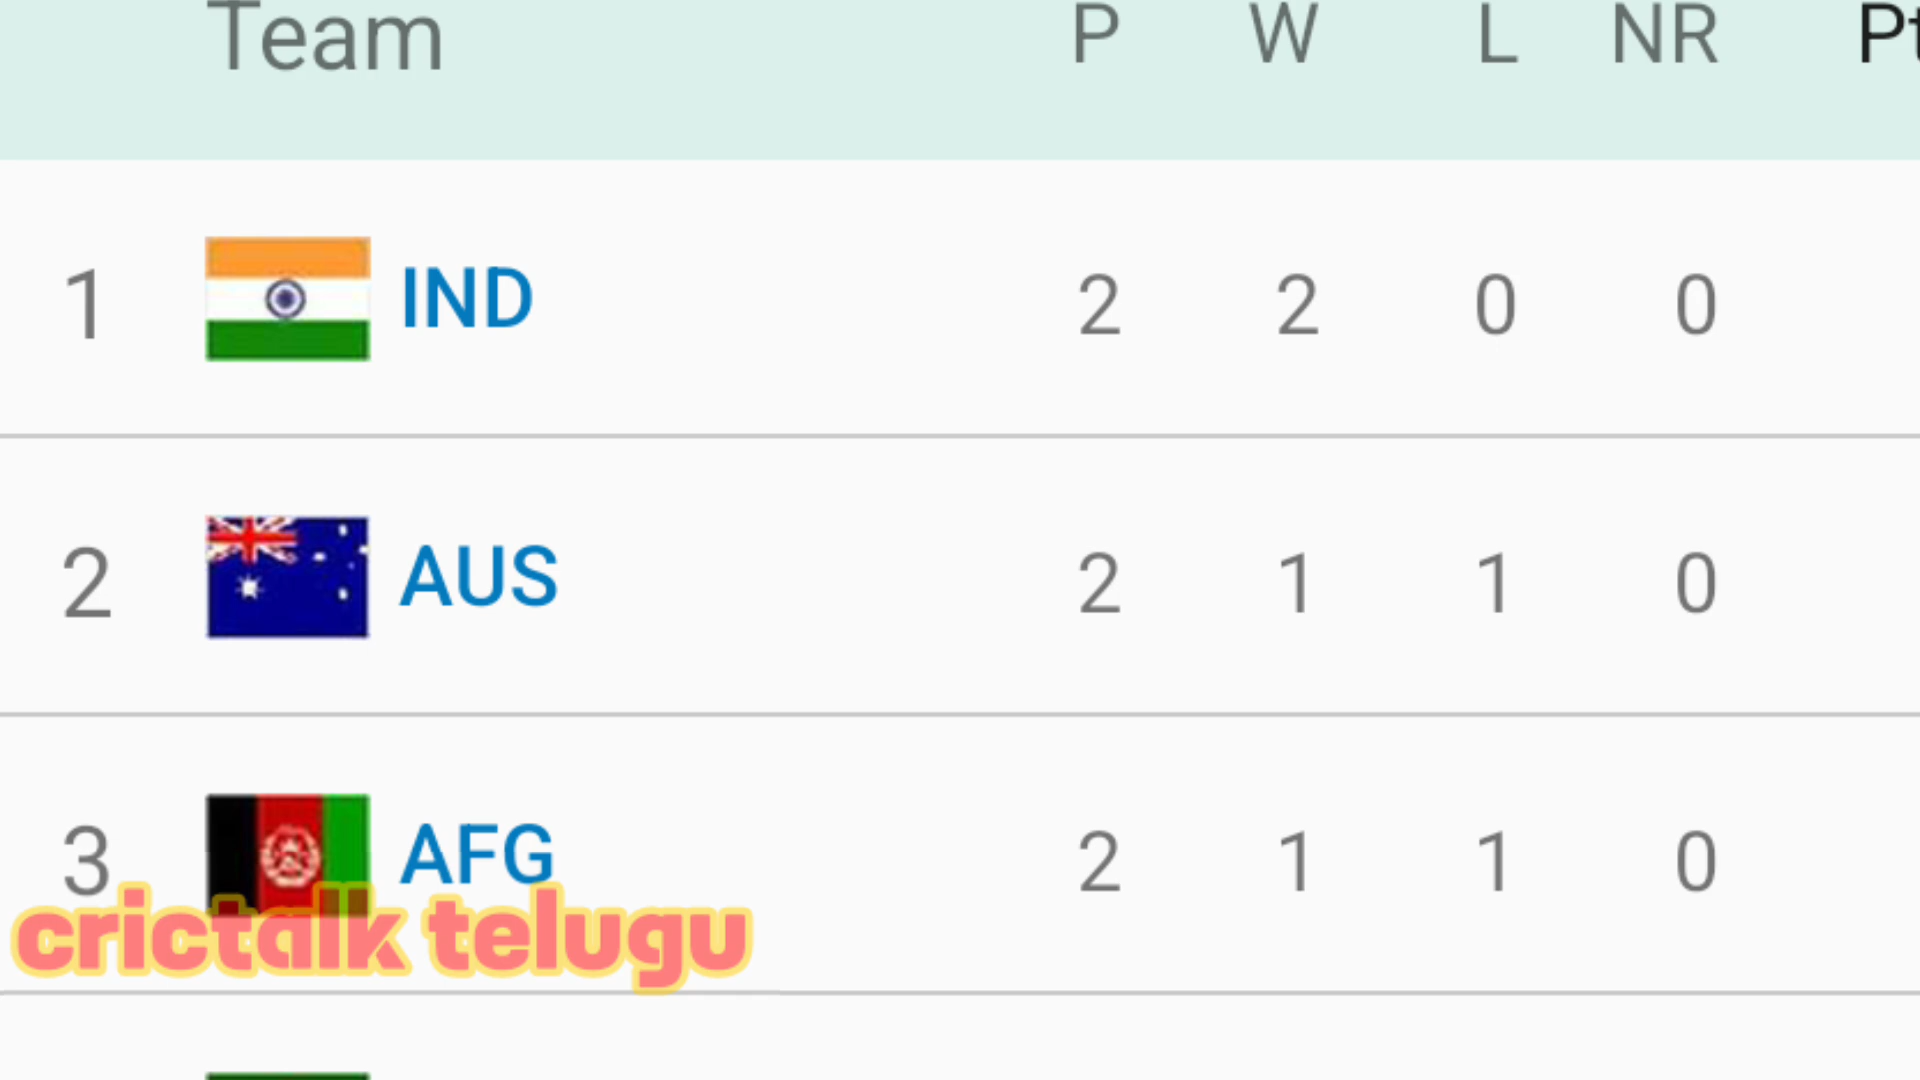 Team P W L NR Pt
1 IND 2 2 0 0
2 AUS 2 1 1 0
3 AFG 2 1 1 0
crictalk telugu